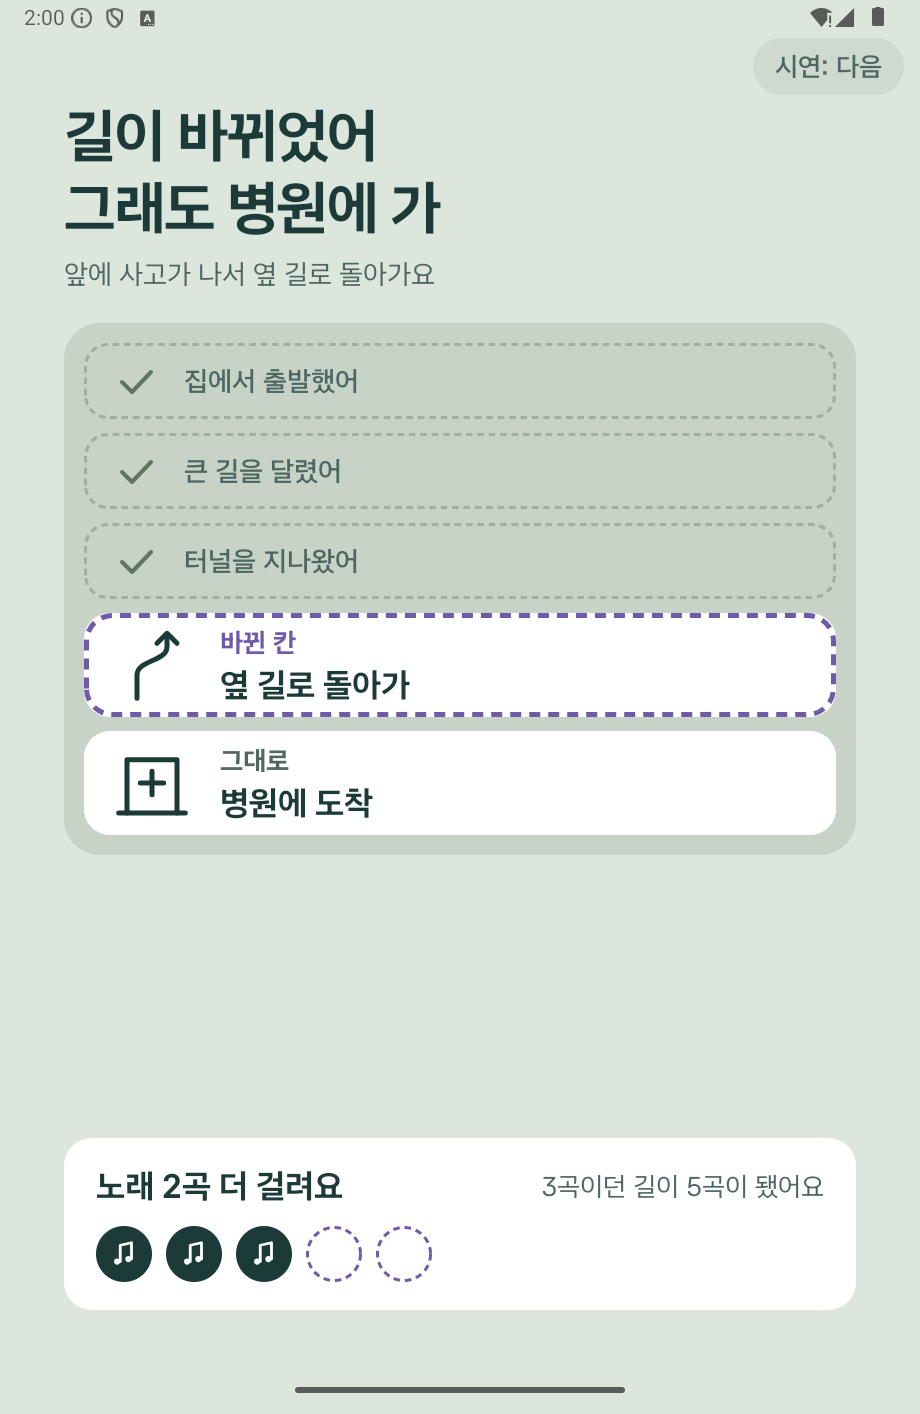 2:00
시연: 다음
길이 바뀌었어
그래도 병원에 가
앞에 사고가 나서 옆 길로 돌아가요
집에서 출발했어
큰 길을 달렸어
터널을 지나왔어
바뀐 칸
옆 길로 돌아가
그대로
병원에 도착
노래 2곡 더 걸려요
3곡이던 길이 5곡이 됐어요